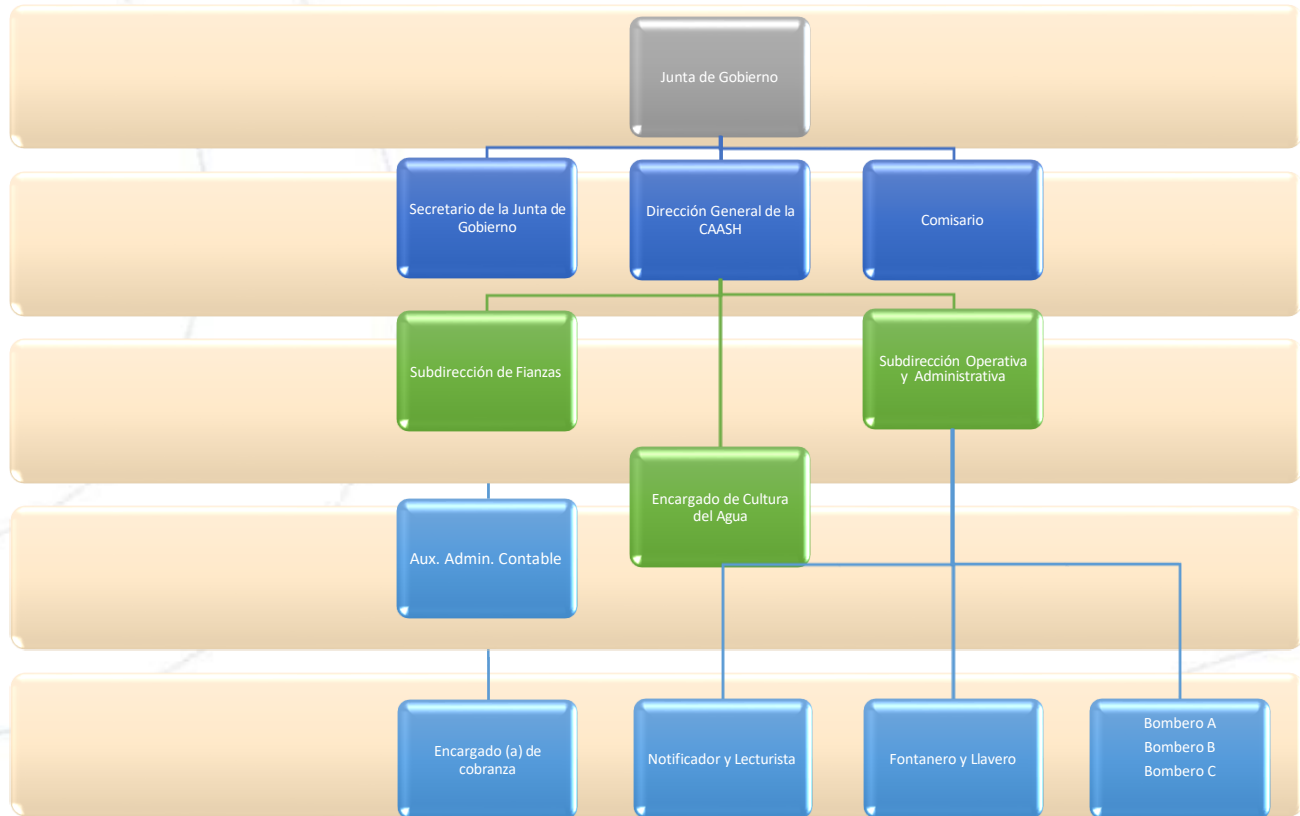 Junta de Gobierno
Secretario de la Junta de
Gobierno
Dirección General de la
CAASH
Comisario
Subdirección de Fianzas
Subdirección Operativa
y Administrativa
Encargado de Cultura
del Agua
Aux. Admin. Contable
Encargado (a) de
cobranza
Notificador y Lecturista
Fontanero y Llavero
Bombero A
Bombero B
Bombero C